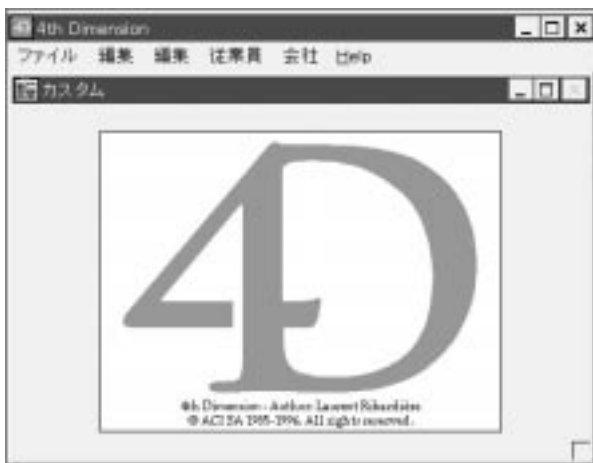 4th Dimension
ファイル 編集 編集 従業員 会社 Help
カスタム
4D
4th Dimension - Author: Laurent Ribardière
© ACI SA 1985-1996. All rights reserved.